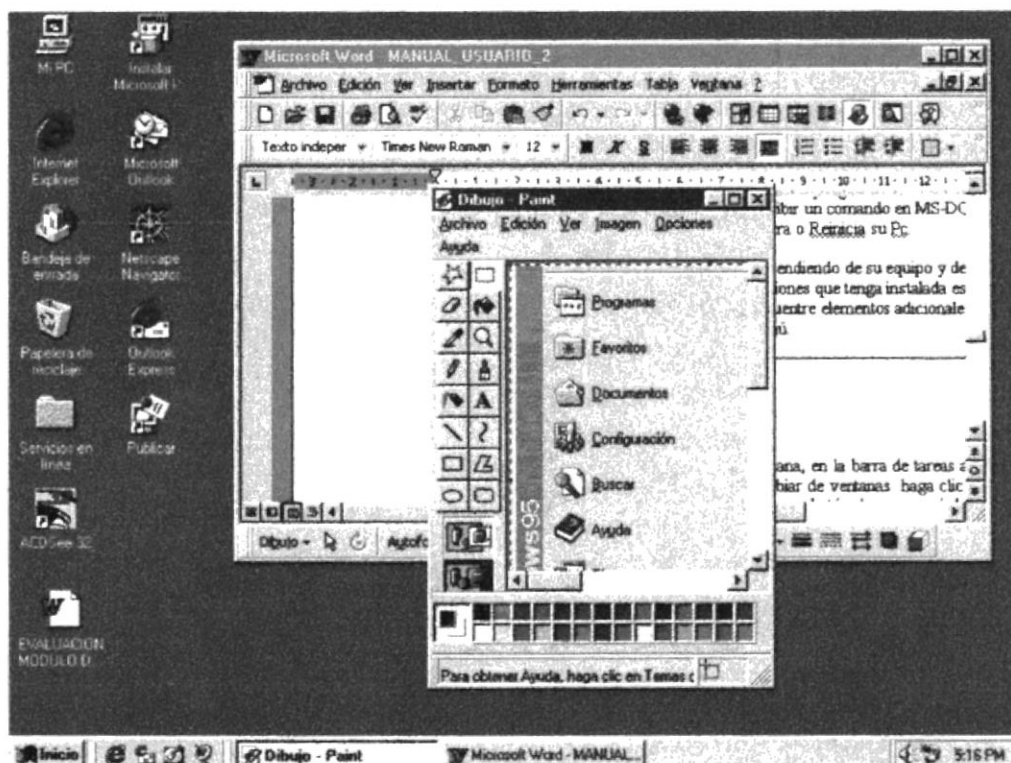 Mi PC
Instalar
Microsoft I
Internet
Explorer
Microsoft
Outlook
Bandeja de
entrada
Netscape
Navigator
Papelera de
reciclaje
Outlook
Express
Servicios en
línea
Publicar
ACDSee 32
EVALUACION
MODULO D...
Microsoft Word - MANUAL_USUARIO_2
Archivo Edición Ver Insertar Formato Herramientas Tabla Ventana ?
Texto indeper Times New Roman 12
un comando en MS-DO
ra o Reinicia su Pc.
endiendo de su equipo y de
iones que tenga instalada es
uentre elementos adicionale
ana, en la barra de tareas a
biar de ventanas haga clic
Dibujo Autofo
Dibujo - Paint
Archivo Edición Ver Imagen Opciones
Ayuda
Programas
Favoritos
Documentos
Configuración
Buscar
Ayuda
ws95
Para obtener Ayuda, haga clic en Temas d
Inicio
Dibujo - Paint
Microsoft Word - MANUAL...
5:16 PM